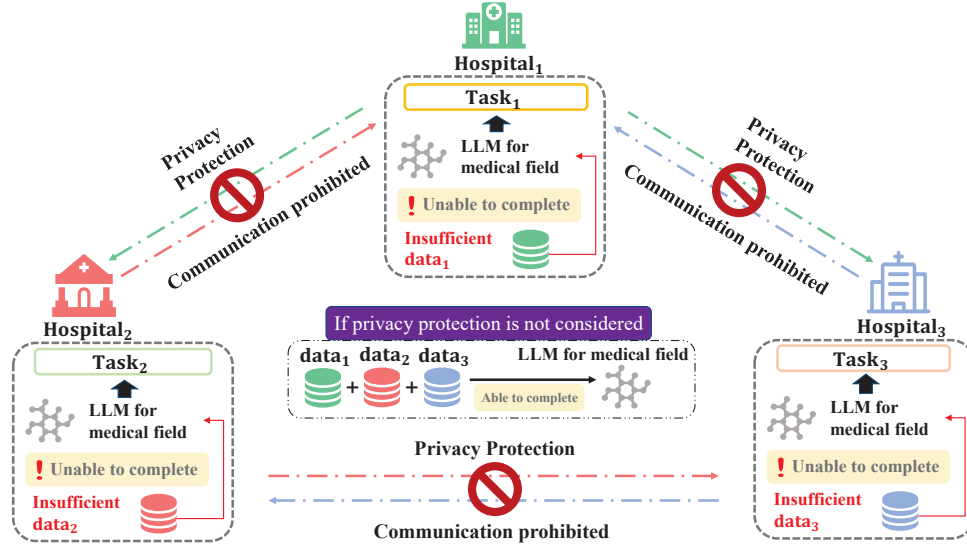 Hospital₁
Task₁
LLM for
medical field
! Unable to complete
Insufficient
data₁
Privacy
Protection
Communication prohibited
Privacy
Protection
Communication prohibited
Hospital₂
Task₂
LLM for
medical field
! Unable to complete
Insufficient
data₂
If privacy protection is not considered
data₁ data₂ data₃ LLM for medical field
+ +
Able to complete
Hospital₃
Task₃
LLM for
medical field
! Unable to complete
Insufficient
data₃
Privacy Protection
Communication prohibited